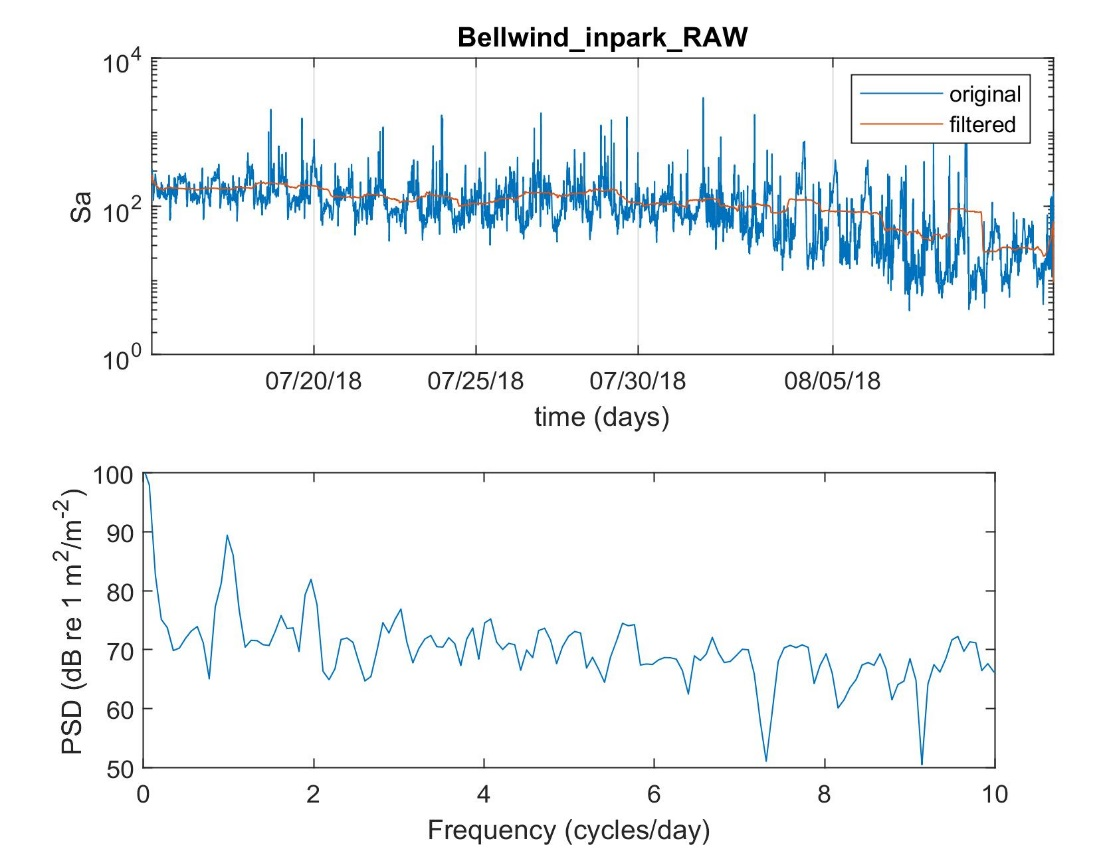 Bellwind_inpark_RAW
10^4
10^2
10^0
Sa
original
filtered
07/20/18 07/25/18 07/30/18 08/05/18
time (days)
100
90
80
70
60
50
PSD (dB re 1 m^2/m^-2)
0 2 4 6 8 10
Frequency (cycles/day)